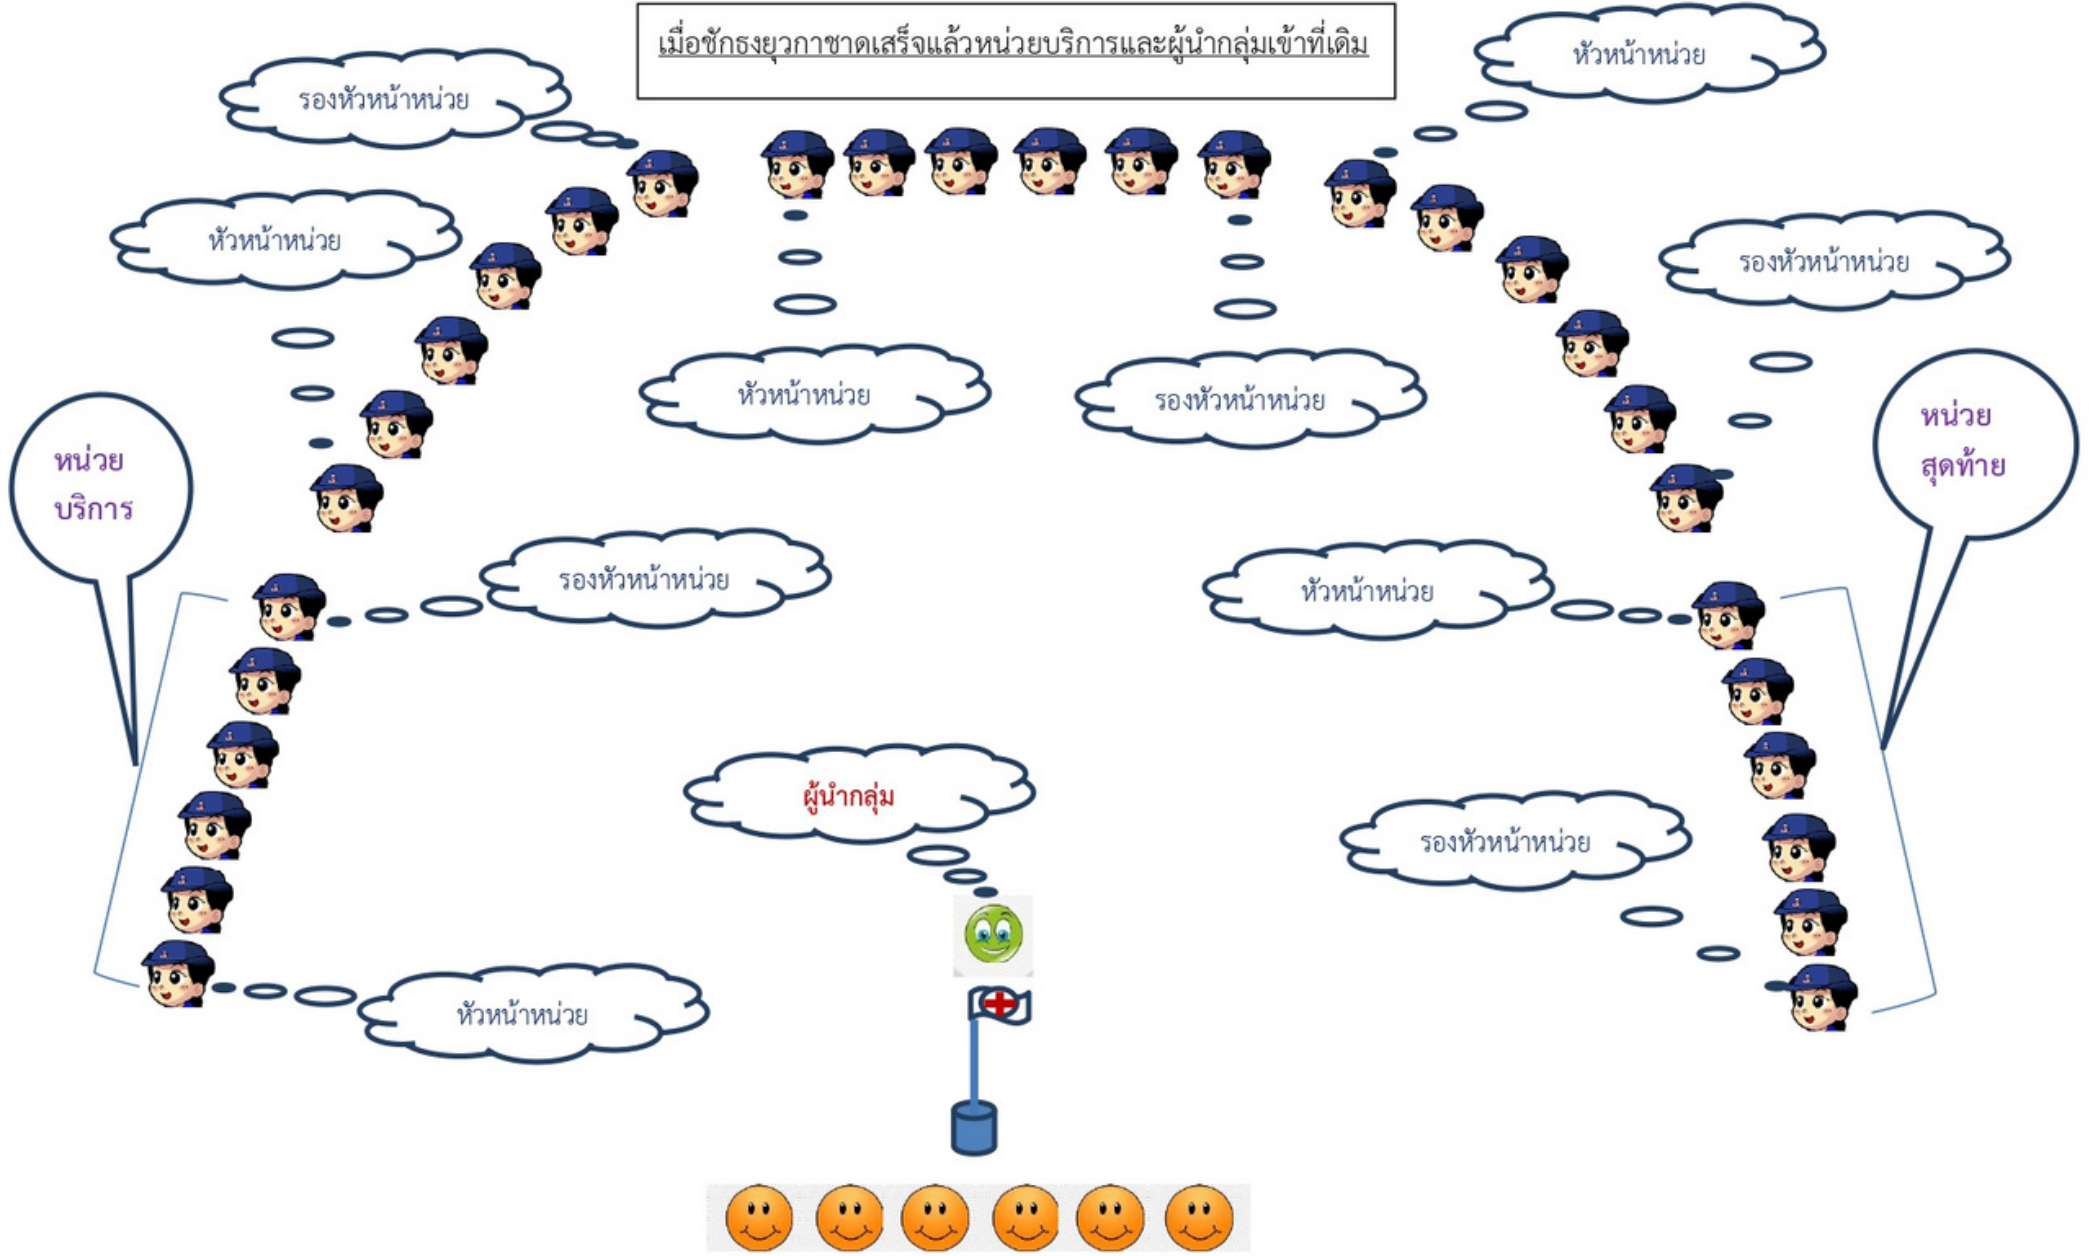 เมื่อชักธงยุวกาชาดเสร็จแล้วหน่วยบริการและผู้นำกลุ่มเข้าที่เดิม
หัวหน้าหน่วย
รองหัวหน้าหน่วย
หัวหน้าหน่วย
รองหัวหน้าหน่วย
หัวหน้าหน่วย
รองหัวหน้าหน่วย
หน่วย
บริการ
หน่วย
สุดท้าย
รองหัวหน้าหน่วย
หัวหน้าหน่วย
ผู้นำกลุ่ม
รองหัวหน้าหน่วย
หัวหน้าหน่วย